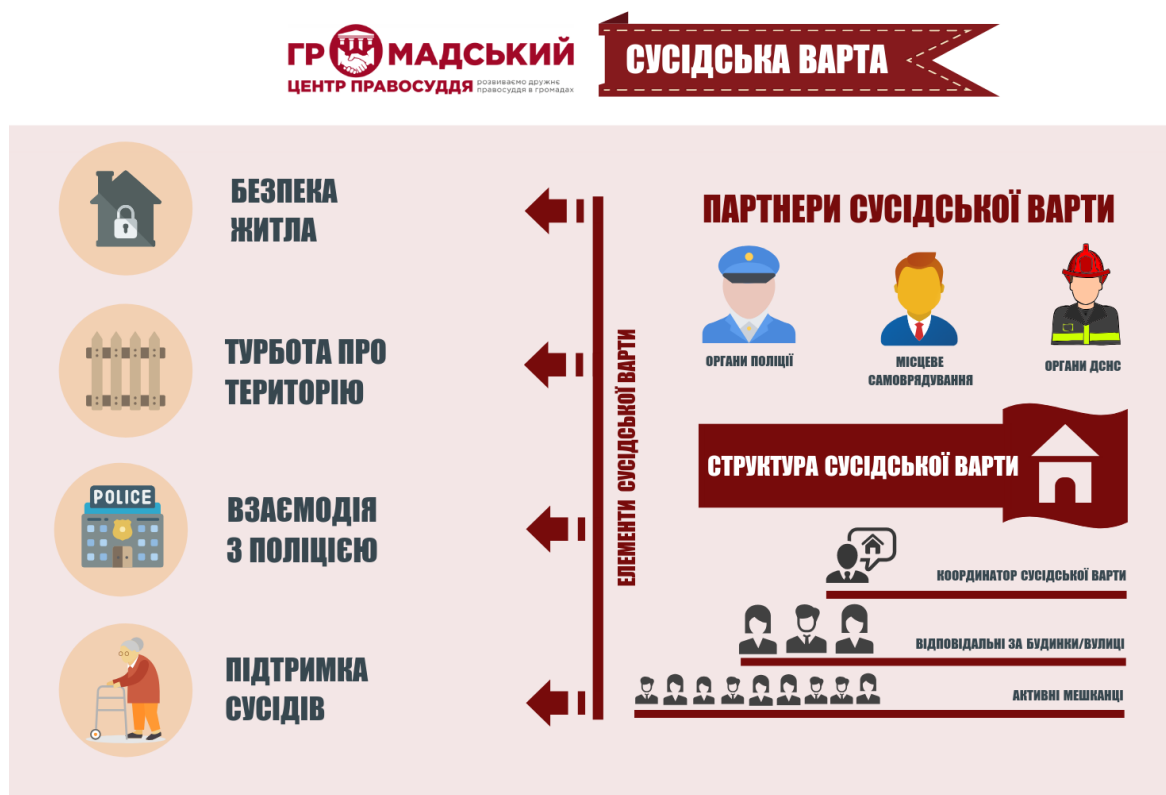 ГРОМАДСЬКИЙ
ЦЕНТР ПРАВОСУДДЯ
розвиваємо дружнє
правосуддя в громадах
СУСІДСЬКА ВАРТА
БЕЗПЕКА
ЖИТЛА
ТУРБОТА ПРО
ТЕРИТОРІЮ
POLICE
ВЗАЄМОДІЯ
З ПОЛІЦІЄЮ
ПІДТРИМКА
СУСІДІВ
ЕЛЕМЕНТИ СУСІДСЬКОЇ ВАРТИ
ПАРТНЕРИ СУСІДСЬКОЇ ВАРТИ
ОРГАНИ ПОЛІЦІЇ
МІСЦЕВЕ
САМОВРЯДУВАННЯ
ОРГАНИ ДСНС
СТРУКТУРА СУСІДСЬКОЇ ВАРТИ
КООРДИНАТОР СУСІДСЬКОЇ ВАРТИ
ВІДПОВІДАЛЬНІ ЗА БУДИНКИ/ВУЛИЦІ
АКТИВНІ МЕШКАНЦІ